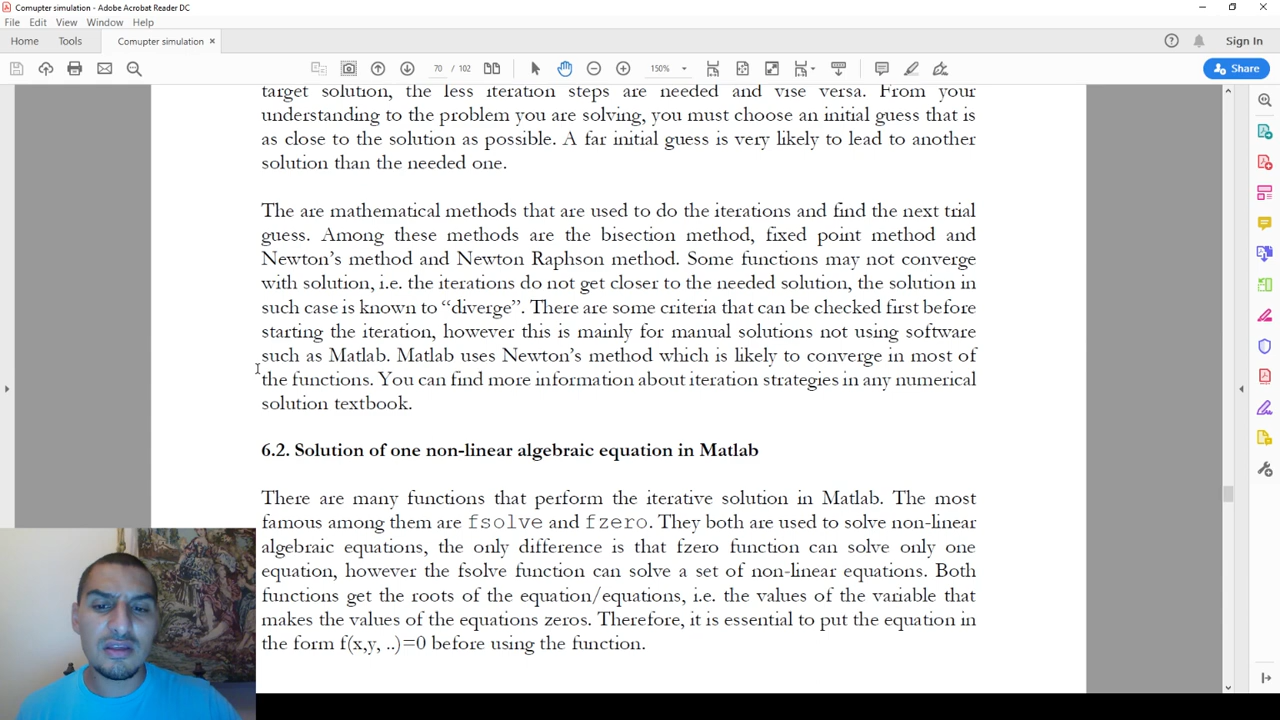 Comupter simulation - Adobe Acrobat Reader DC
File Edit View Window Help
Home Tools Comupter simulation × Sign In
70 / 102 150% Share
target solution, the less iteration steps are needed and vise versa. From your
understanding to the problem you are solving, you must choose an initial guess that is
as close to the solution as possible. A far initial guess is very likely to lead to another
solution than the needed one.
The are mathematical methods that are used to do the iterations and find the next trial
guess. Among these methods are the bisection method, fixed point method and
Newton's method and Newton Raphson method. Some functions may not converge
with solution, i.e. the iterations do not get closer to the needed solution, the solution in
such case is known to “diverge”. There are some criteria that can be checked first before
starting the iteration, however this is mainly for manual solutions not using software
such as Matlab. Matlab uses Newton's method which is likely to converge in most of
the functions. You can find more information about iteration strategies in any numerical
solution textbook.
6.2. Solution of one non-linear algebraic equation in Matlab
There are many functions that perform the iterative solution in Matlab. The most
famous among them are fsolve and fzero. They both are used to solve non-linear
algebraic equations, the only difference is that fzero function can solve only one
equation, however the fsolve function can solve a set of non-linear equations. Both
functions get the roots of the equation/equations, i.e. the values of the variable that
makes the values of the equations zeros. Therefore, it is essential to put the equation in
the form f(x,y, ..)=0 before using the function.